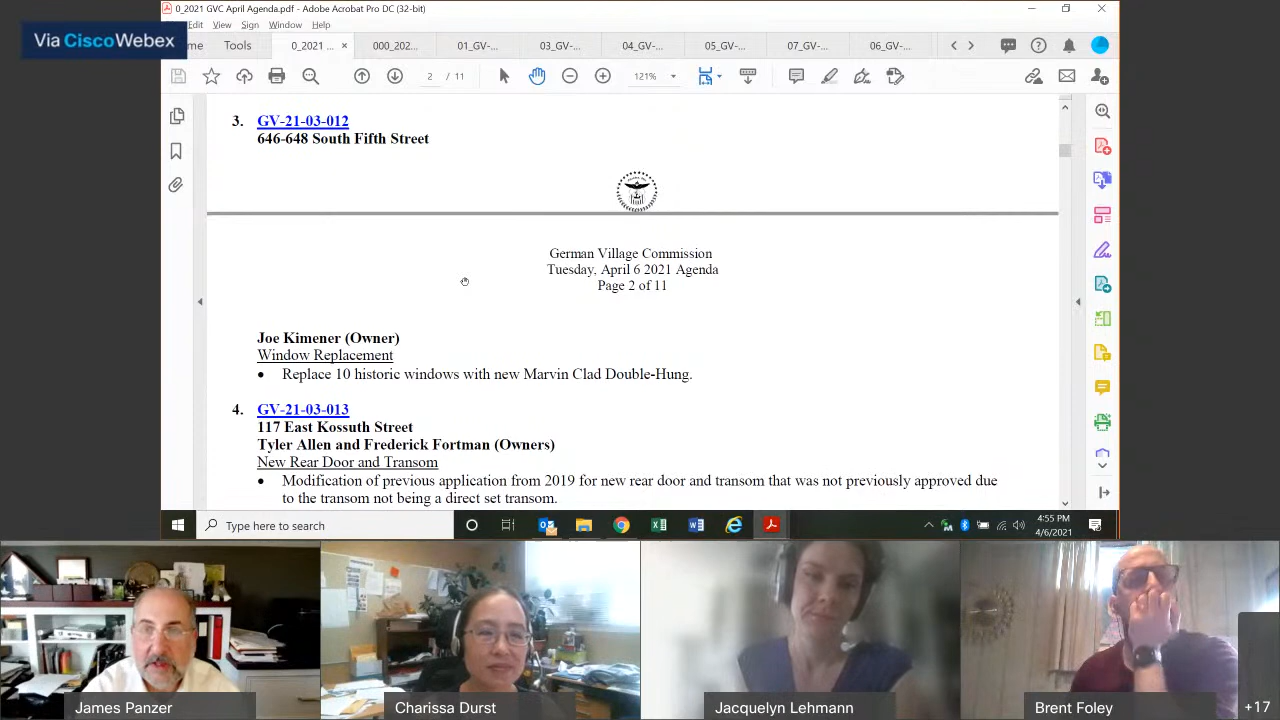 0_2021 GVC April Agenda.pdf - Adobe Acrobat Pro DC (32-bit)
Edit View Sign Window Help
Via Cisco Webex
me Tools 0_2021 ... × 000_202... 01_GV-... 03_GV-... 04_GV-... 05_GV-... 07_GV-... 06_GV-...
2 / 11 121%
3. GV-21-03-012
646-648 South Fifth Street
German Village Commission
Tuesday, April 6 2021 Agenda
Page 2 of 11
Joe Kimener (Owner)
Window Replacement
• Replace 10 historic windows with new Marvin Clad Double-Hung.
4. GV-21-03-013
117 East Kossuth Street
Tyler Allen and Frederick Fortman (Owners)
New Rear Door and Transom
• Modification of previous application from 2019 for new rear door and transom that was not previously approved due
to the transom not being a direct set transom.
Type here to search
4:55 PM
4/6/2021
James Panzer
Charissa Durst
Jacquelyn Lehmann
Brent Foley
+17